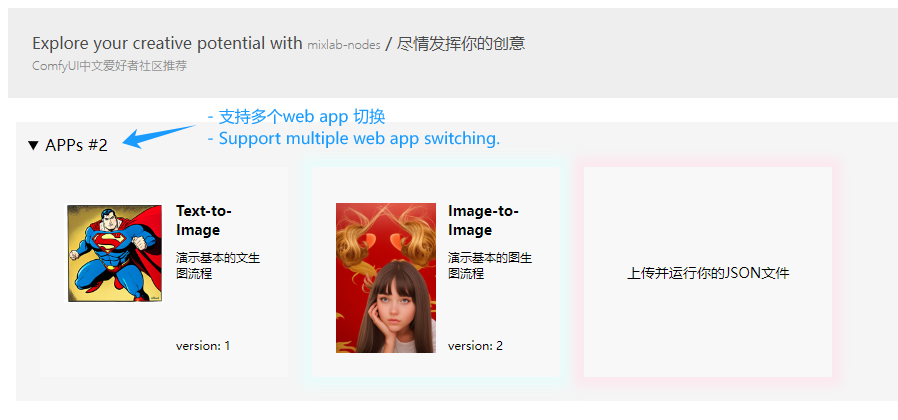 Explore your creative potential with mixlab-nodes / 尽情发挥你的创意
ComfyUI中文爱好者社区推荐
- 支持多个web app 切换
- Support multiple web app switching.
▼ APPs #2
Text-to-
Image
演示基本的文生
图流程
version: 1
Image-to-
Image
演示基本的图生
图流程
version: 2
上传并运行你的JSON文件